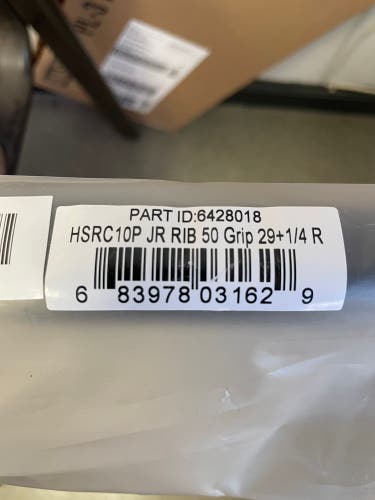 PART ID:6428018
HSRC10P JR RIB 50 Grip 29+1/4 R
6 83978 03162 9